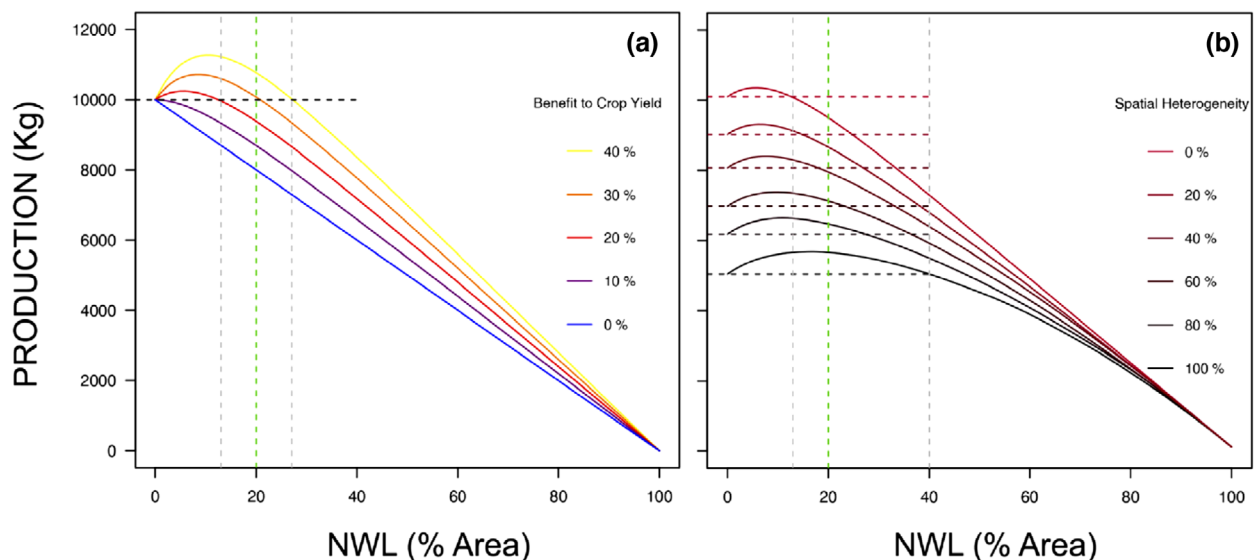 PRODUCTION (Kg)
12000
10000
8000
6000
4000
2000
0
(a)
Benefit to Crop Yield
40 %
30 %
20 %
10 %
0 %
0 20 40 60 80 100
NWL (% Area)
(b)
Spatial Heterogeneity
0 %
20 %
40 %
60 %
80 %
100 %
0 20 40 60 80 100
NWL (% Area)